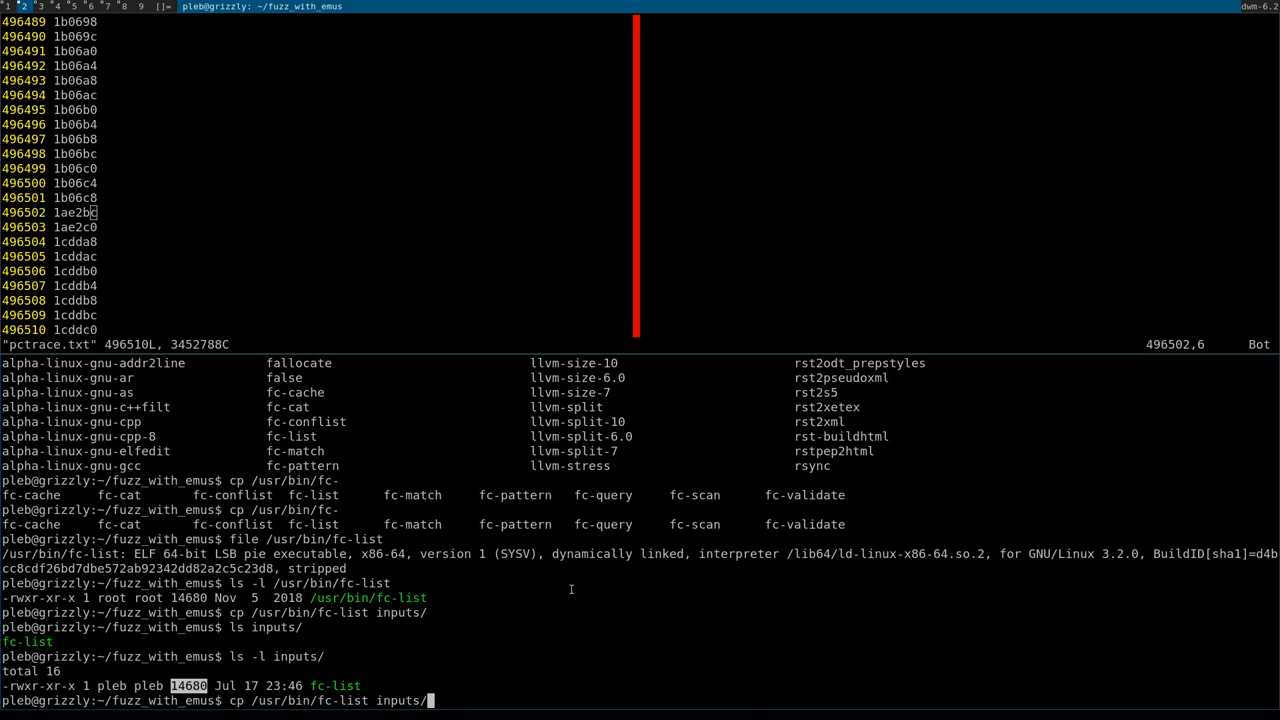 1 2 3 4 5 6 7 8 9 []= pleb@grizzly: ~/fuzz_with_emus dwm-6.2
496489 1b0698
496490 1b069c
496491 1b06a0
496492 1b06a4
496493 1b06a8
496494 1b06ac
496495 1b06b0
496496 1b06b4
496497 1b06b8
496498 1b06bc
496499 1b06c0
496500 1b06c4
496501 1b06c8
496502 1ae2bc
496503 1ae2c0
496504 1cdda8
496505 1cddac
496506 1cddb0
496507 1cddb4
496508 1cddb8
496509 1cddbc
496510 1cddc0
"pctrace.txt" 496510L, 3452788C 496502,6 Bot
alpha-linux-gnu-addr2line fallocate llvm-size-10 rst2odt_prepstyles
alpha-linux-gnu-ar false llvm-size-6.0 rst2pseudoxml
alpha-linux-gnu-as fc-cache llvm-size-7 rst2s5
alpha-linux-gnu-c++filt fc-cat llvm-split rst2xetex
alpha-linux-gnu-cpp fc-conflist llvm-split-10 rst2xml
alpha-linux-gnu-cpp-8 fc-list llvm-split-6.0 rst-buildhtml
alpha-linux-gnu-elfedit fc-match llvm-split-7 rstpep2html
alpha-linux-gnu-gcc fc-pattern llvm-stress rsync
pleb@grizzly:~/fuzz_with_emus$ cp /usr/bin/fc-
fc-cache fc-cat fc-conflist fc-list fc-match fc-pattern fc-query fc-scan fc-validate
pleb@grizzly:~/fuzz_with_emus$ cp /usr/bin/fc-
fc-cache fc-cat fc-conflist fc-list fc-match fc-pattern fc-query fc-scan fc-validate
pleb@grizzly:~/fuzz_with_emus$ file /usr/bin/fc-list
/usr/bin/fc-list: ELF 64-bit LSB pie executable, x86-64, version 1 (SYSV), dynamically linked, interpreter /lib64/ld-linux-x86-64.so.2, for GNU/Linux 3.2.0, BuildID[sha1]=d4b
cc8cdf26bd7dbe572ab92342dd82a2c5c23d8, stripped
pleb@grizzly:~/fuzz_with_emus$ ls -l /usr/bin/fc-list
-rwxr-xr-x 1 root root 14680 Nov 5 2018 /usr/bin/fc-list
pleb@grizzly:~/fuzz_with_emus$ cp /usr/bin/fc-list inputs/
pleb@grizzly:~/fuzz_with_emus$ ls inputs/
fc-list
pleb@grizzly:~/fuzz_with_emus$ ls -l inputs/
total 16
-rwxr-xr-x 1 pleb pleb 14680 Jul 17 23:46 fc-list
pleb@grizzly:~/fuzz_with_emus$ cp /usr/bin/fc-list inputs/